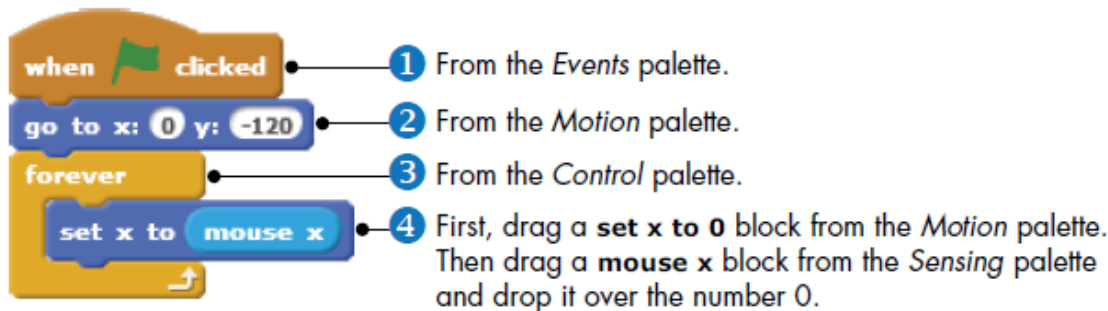 when clicked
1 From the Events palette.
go to x: 0 y: -120
2 From the Motion palette.
forever
3 From the Control palette.
set x to mouse x
4 First, drag a set x to 0 block from the Motion palette.
Then drag a mouse x block from the Sensing palette
and drop it over the number 0.